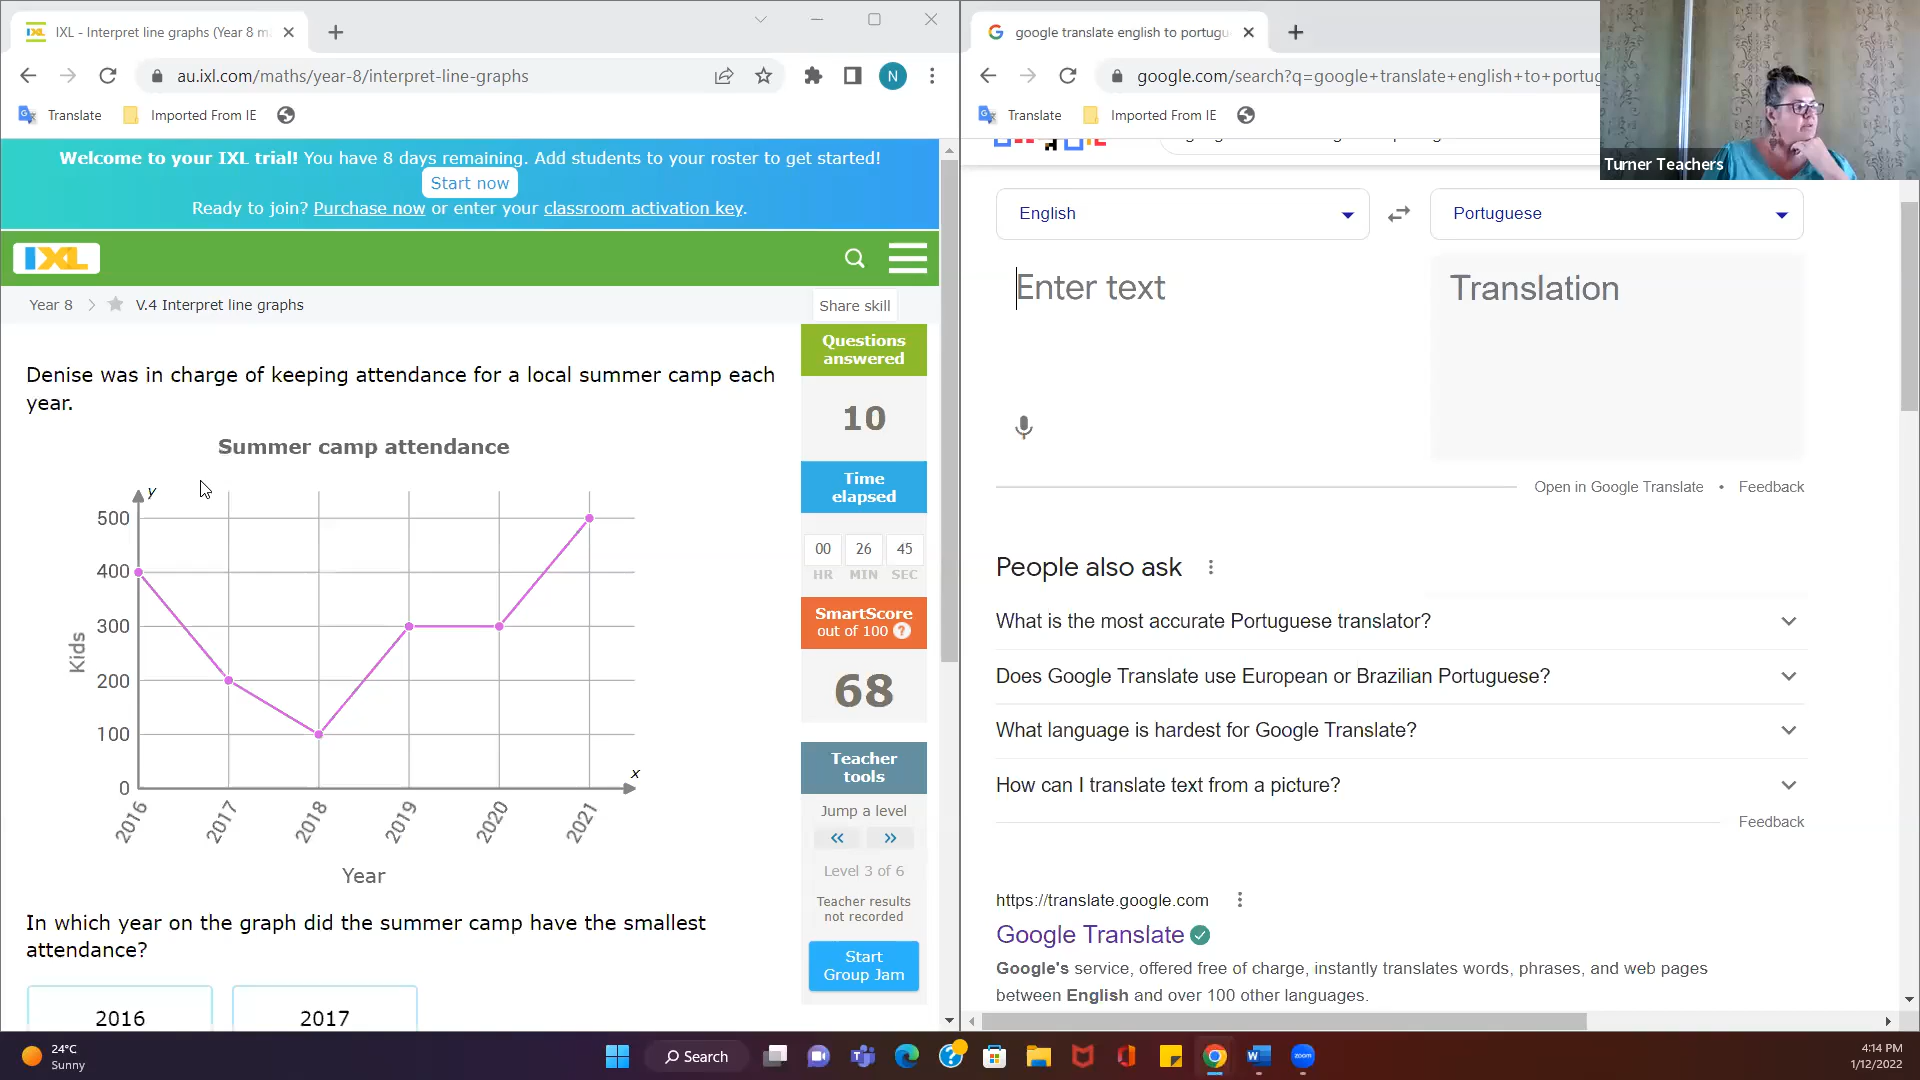 IXL - Interpret line graphs (Year 8 m
au.ixl.com/maths/year-8/interpret-line-graphs
N
Translate
Imported From IE
Welcome to your IXL trial! You have 8 days remaining. Add students to your roster to get started!
Start now
Ready to join? Purchase now or enter your classroom activation key.
IXL
Year 8
V.4 Interpret line graphs
Share skill
Denise was in charge of keeping attendance for a local summer camp each
year.
Summer camp attendance
y
500
400
300
200
100
0
Kids
x
2016
2017
2018
2019
2020
2021
Year
In which year on the graph did the summer camp have the smallest
attendance?
2016
2017
Questions
answered
10
Time
elapsed
00
26
45
HR
MIN
SEC
SmartScore
out of 100 ?
68
Teacher
tools
Jump a level
Level 3 of 6
Teacher results
not recorded
Start
Group Jam
google translate english to portugu
google.com/search?q=google+translate+english+to+portug
Translate
Imported From IE
Turner Teachers
English
Portuguese
Enter text
Translation
Open in Google Translate • Feedback
People also ask
What is the most accurate Portuguese translator?
Does Google Translate use European or Brazilian Portuguese?
What language is hardest for Google Translate?
How can I translate text from a picture?
Feedback
https://translate.google.com
Google Translate
Google's service, offered free of charge, instantly translates words, phrases, and web pages
between English and over 100 other languages.
24°C
Sunny
Search
zoom
4:14 PM
1/12/2022